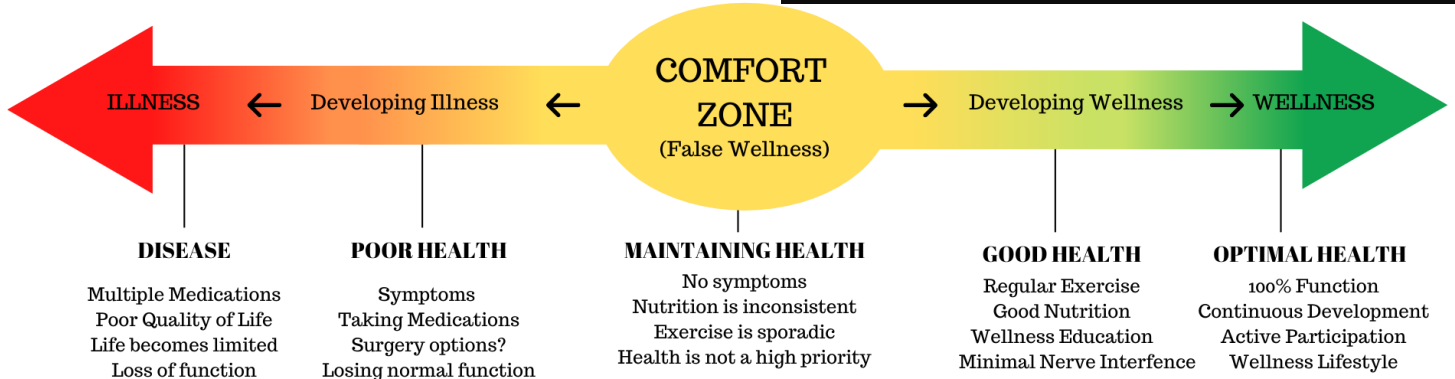 ILLNESS
Developing Illness
COMFORT
ZONE
(False Wellness)
Developing Wellness
WELLNESS
DISEASE
Multiple Medications
Poor Quality of Life
Life becomes limited
Loss of function
POOR HEALTH
Symptoms
Taking Medications
Surgery options?
Losing normal function
MAINTAINING HEALTH
No symptoms
Nutrition is inconsistent
Exercise is sporadic
Health is not a high priority
GOOD HEALTH
Regular Exercise
Good Nutrition
Wellness Education
Minimal Nerve Interfence
OPTIMAL HEALTH
100% Function
Continuous Development
Active Participation
Wellness Lifestyle